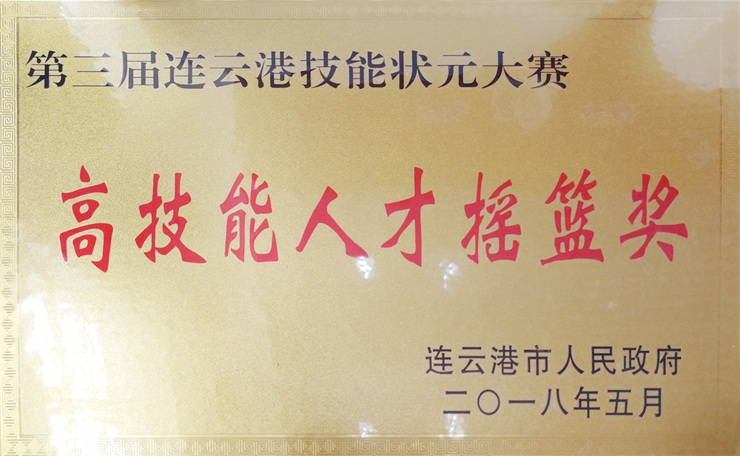 第三届连云港技能状元大赛
高技能人才摇篮奖
连云港市人民政府
二〇一八年五月